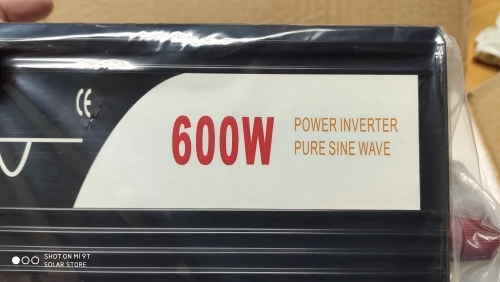 CE
600W
POWER INVERTER
PURE SINE WAVE
SHOT ON MI 9T
SOLAR STORE